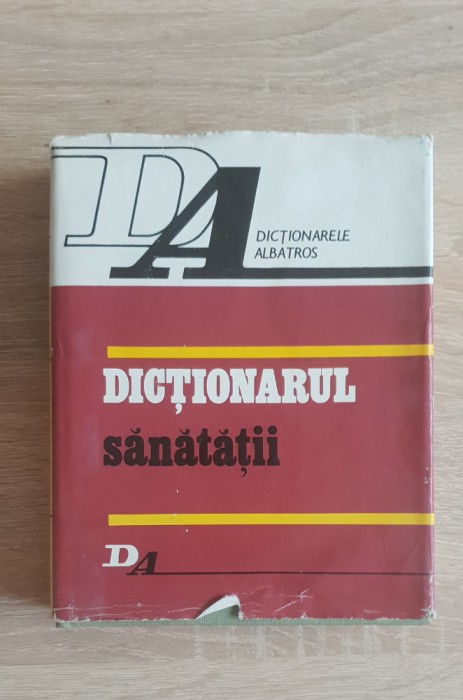 DA
DICȚIONARELE
ALBATROS
DICȚIONARUL
sănătății
DA